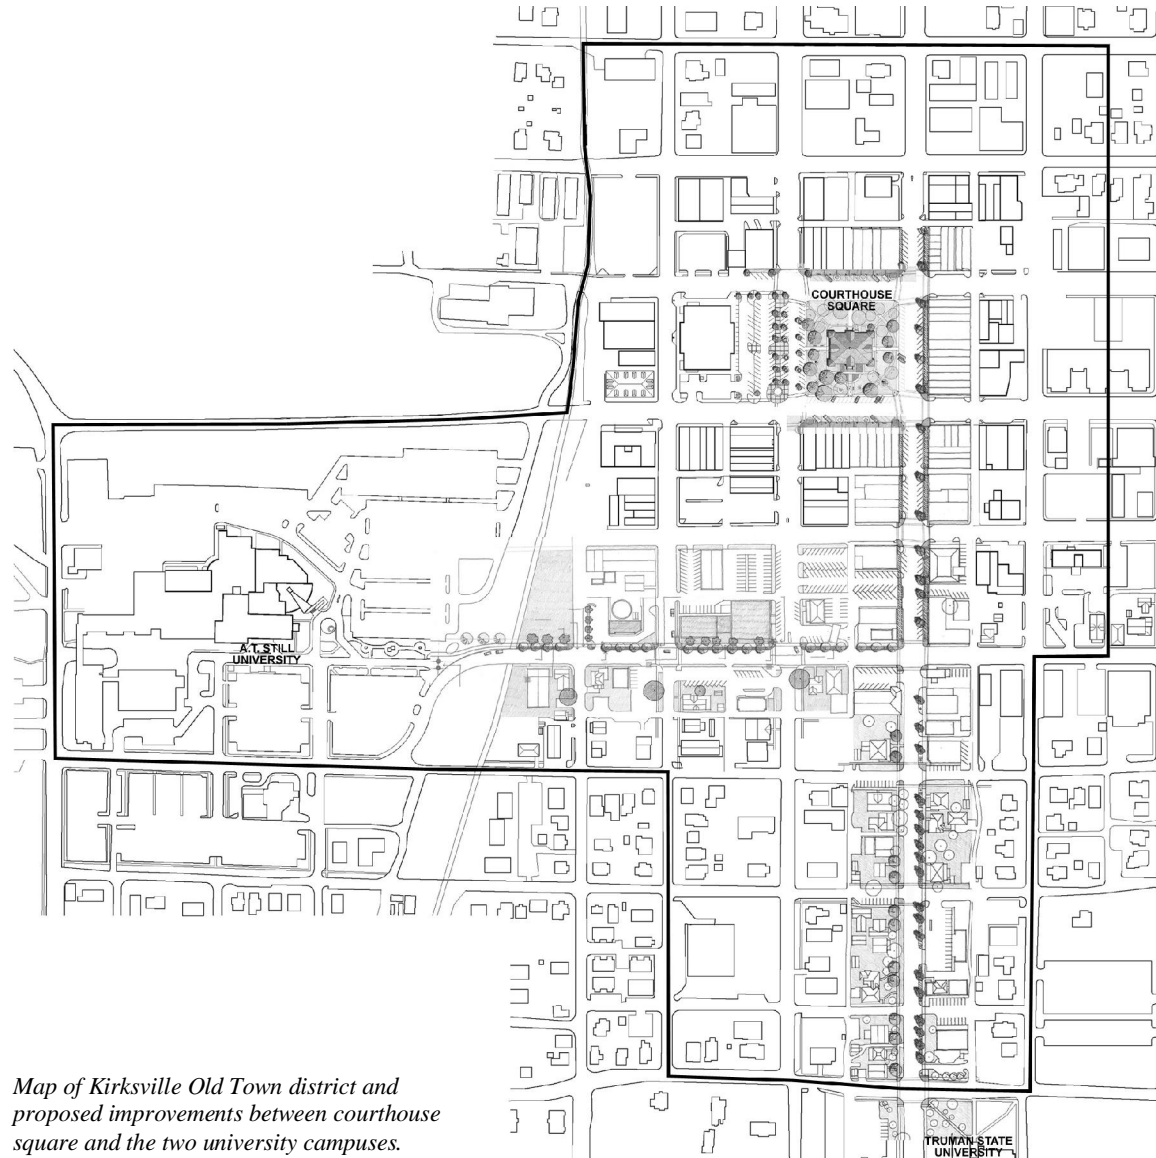 COURTHOUSE
SQUARE
A.T. STILL
UNIVERSITY
Map of Kirksville Old Town district and
proposed improvements between courthouse
square and the two university campuses.
TRUMAN STATE
UNIVERSITY